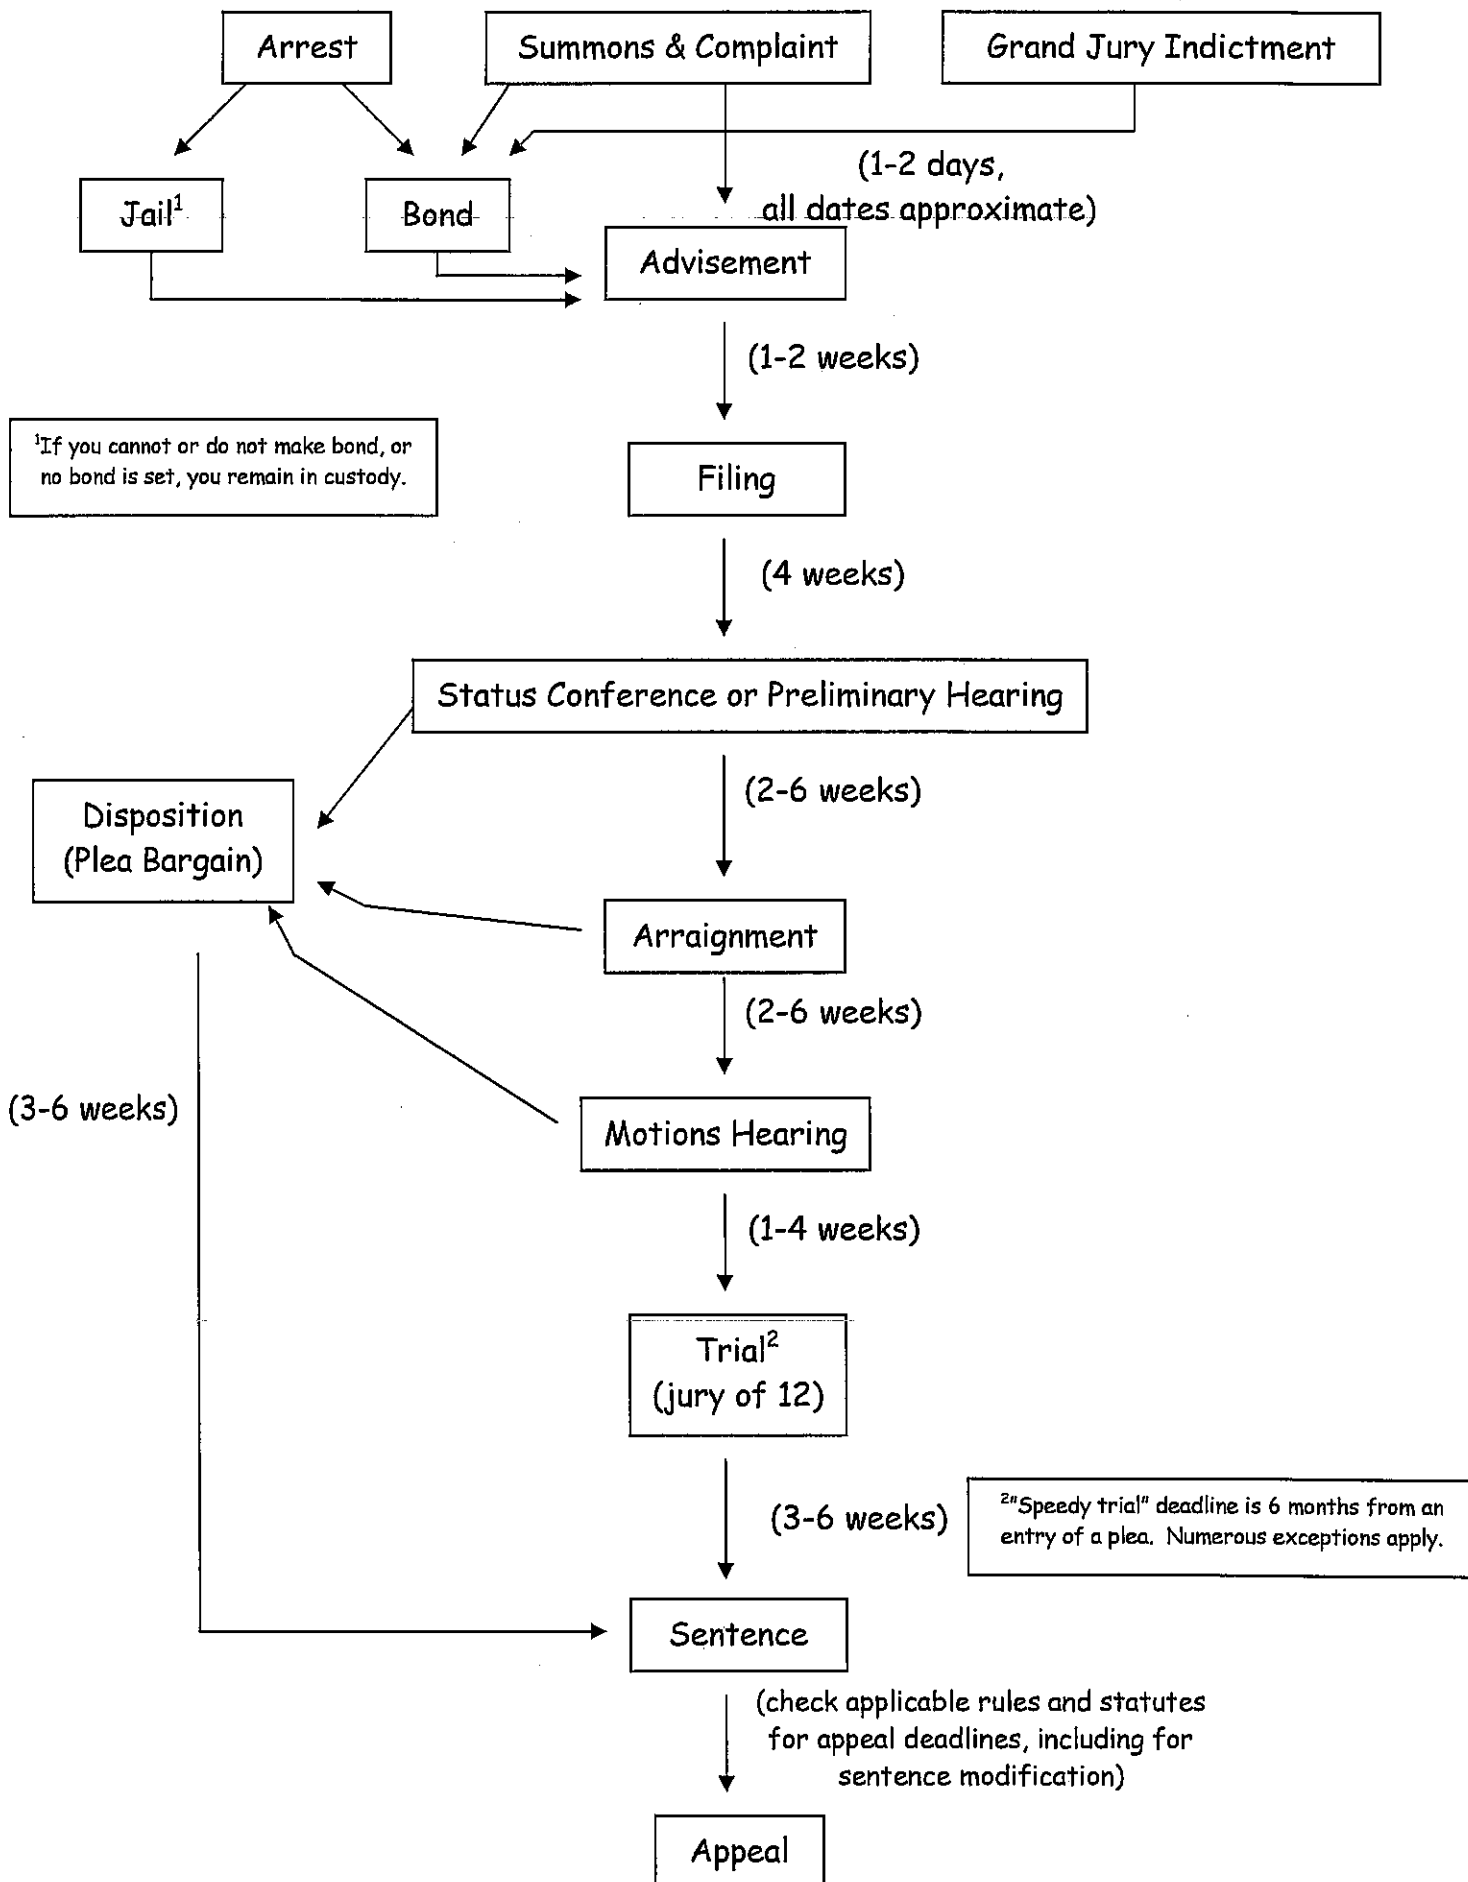 Arrest
Summons & Complaint
Grand Jury Indictment
(1-2 days,
all dates approximate)
Jail¹
Bond
Advisement
(1-2 weeks)
¹If you cannot or do not make bond, or
no bond is set, you remain in custody.
Filing
(4 weeks)
Status Conference or Preliminary Hearing
(2-6 weeks)
Disposition
(Plea Bargain)
Arraignment
(2-6 weeks)
(3-6 weeks)
Motions Hearing
(1-4 weeks)
Trial²
(jury of 12)
(3-6 weeks)
²"Speedy trial" deadline is 6 months from an
entry of a plea. Numerous exceptions apply.
Sentence
(check applicable rules and statutes
for appeal deadlines, including for
sentence modification)
Appeal